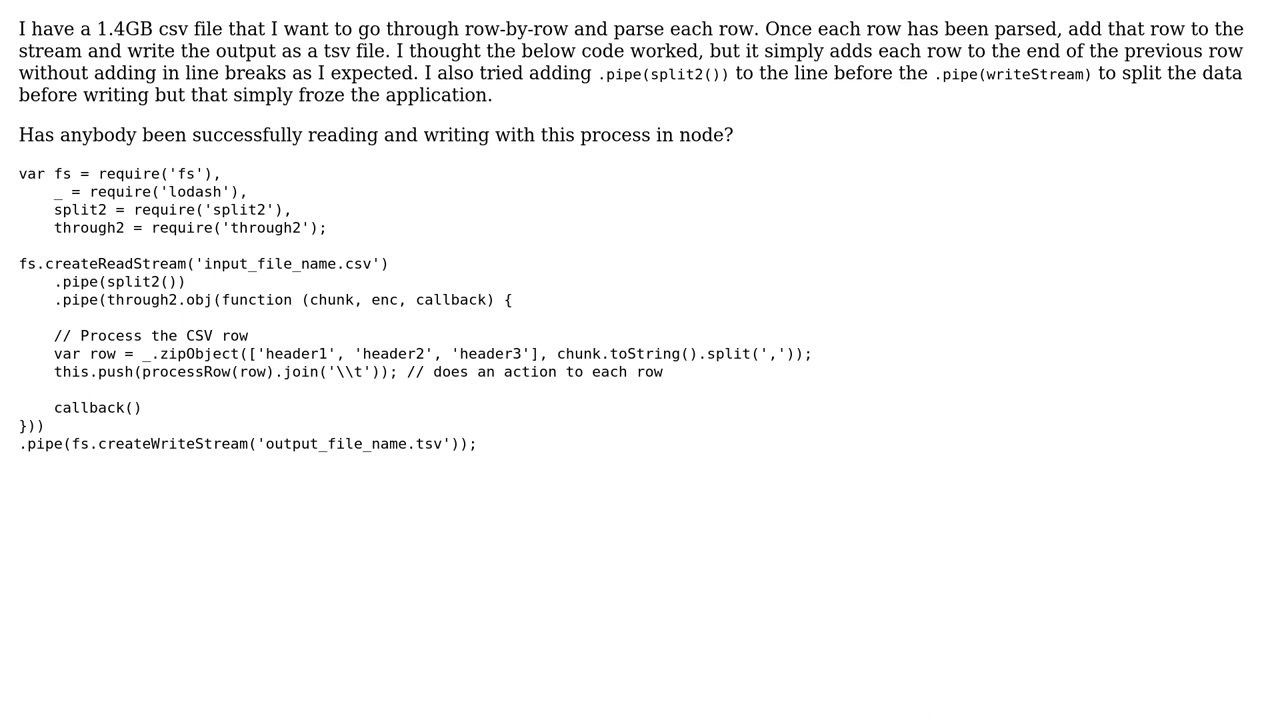 I have a 1.4GB csv file that I want to go through row-by-row and parse each row. Once each row has been parsed, add that row to the
stream and write the output as a tsv file. I thought the below code worked, but it simply adds each row to the end of the previous row
without adding in line breaks as I expected. I also tried adding .pipe(split2()) to the line before the .pipe(writeStream) to split the data
before writing but that simply froze the application.
Has anybody been successfully reading and writing with this process in node?
var fs = require('fs'),
    _ = require('lodash'),
    split2 = require('split2'),
    through2 = require('through2');
fs.createReadStream('input_file_name.csv')
    .pipe(split2())
    .pipe(through2.obj(function (chunk, enc, callback) {
    // Process the CSV row
    var row = _.zipObject(['header1', 'header2', 'header3'], chunk.toString().split(','));
    this.push(processRow(row).join('\\t')); // does an action to each row
    callback()
}))
.pipe(fs.createWriteStream('output_file_name.tsv'));